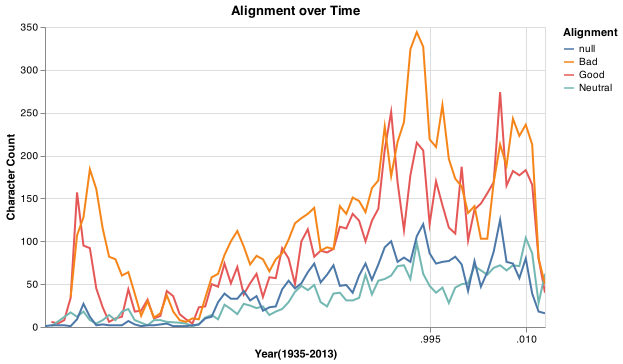 Alignment over Time
350
300
250
200
150
100
50
0
Character Count
.995
.010
Year(1935-2013)
Alignment
null
Bad
Good
Neutral